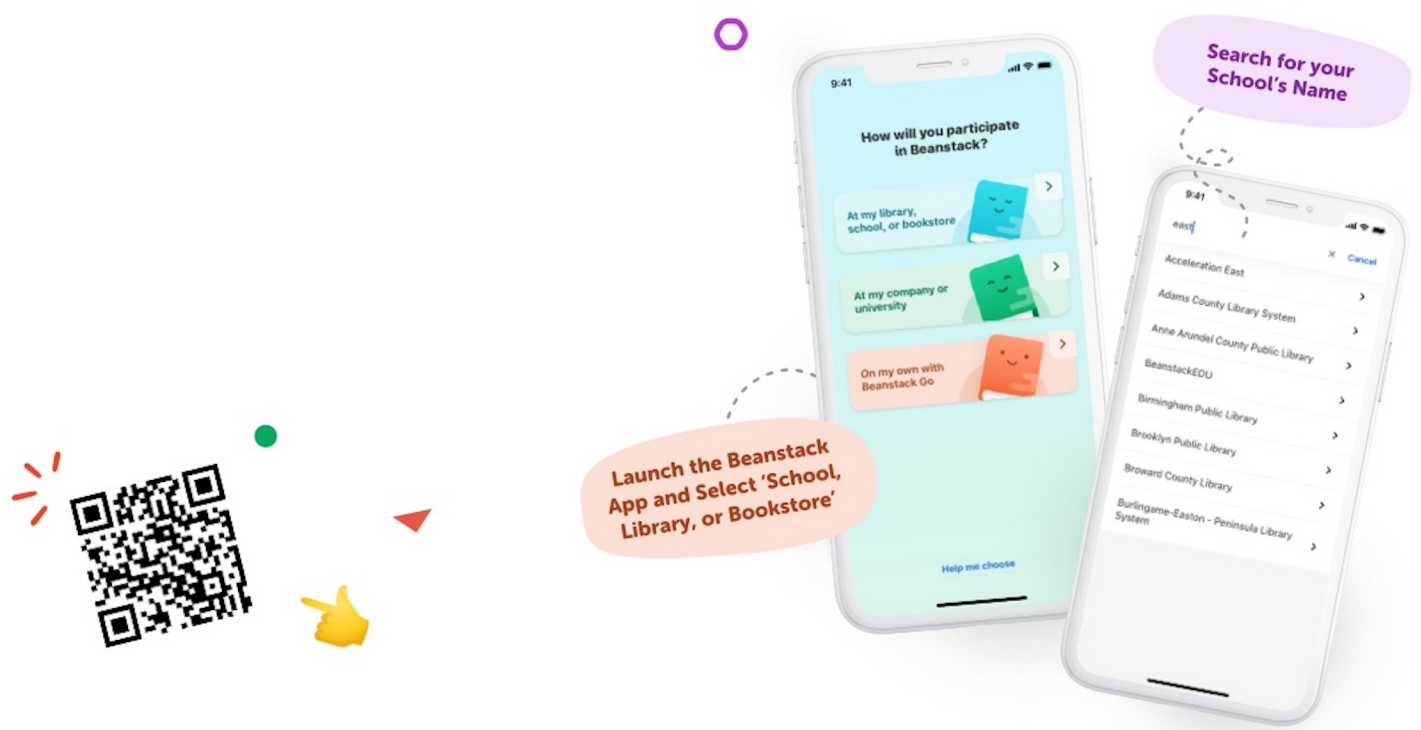 9:41
How will you participate
in Beanstack?
At my library,
school, or bookstore
At my company or
university
On my own with
Beanstack Go
Help me choose
Launch the Beanstack
App and Select ‘School,
Library, or Bookstore’
Search for your
School’s Name
9:41
east
Cancel
Acceleration East
Adams County Library System
Anne Arundel County Public Library
BeanstackEDU
Birmingham Public Library
Brooklyn Public Library
Broward County Library
Burlingame-Easton - Peninsula Library
System